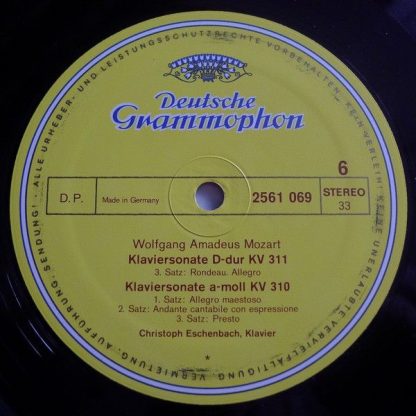 Deutsche
Grammophon
D. P.
Made in Germany
2561 069
6
STEREO
33
Wolfgang Amadeus Mozart
Klaviersonate D-dur KV 311
3. Satz: Rondeau. Allegro
Klaviersonate a-moll KV 310
1. Satz: Allegro maestoso
2. Satz: Andante cantabile con espressione
3. Satz: Presto
Christoph Eschenbach, Klavier
*
ALLE URHEBER- UND LEISTUNGSSCHUTZRECHTE VORBEHALTEN · KEIN VERLEIH! KEINE UNERLAUBTE VERVIELFÄLTIGUNG, VERMIETUNG, AUFFÜHRUNG, SENDUNG!